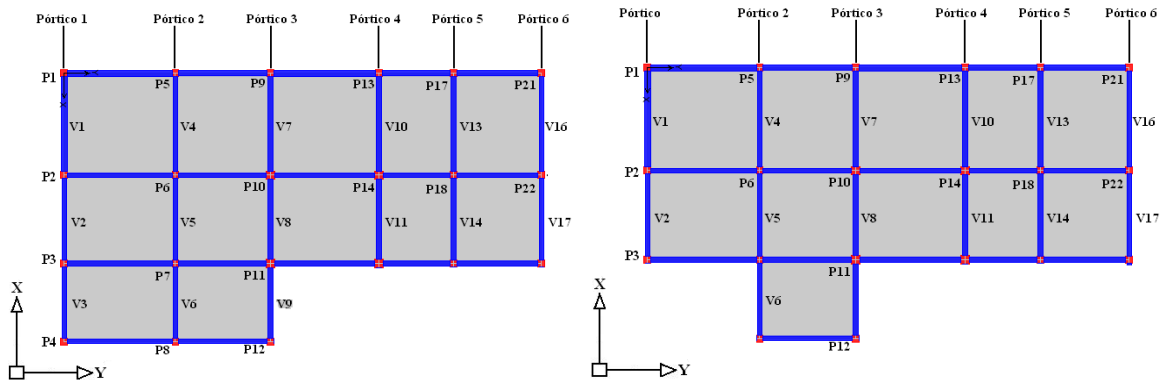 Pórtico 1 Pórtico 2 Pórtico 3 Pórtico 4 Pórtico 5 Pórtico 6
P1 P5 P9 P13 P17 P21
V1 V4 V7 V10 V13 V16
P2 P6 P10 P14 P18 P22
V2 V5 V8 V11 V14 V17
P3 P7 P11
V3 V6 V9
P4 P8 P12
X
Y
Pórtico Pórtico 2 Pórtico 3 Pórtico 4 Pórtico 5 Pórtico 6
P1 P5 P9 P13 P17 P21
V1 V4 V7 V10 V13 V16
P2 P6 P10 P14 P18 P22
V2 V5 V8 V11 V14 V17
P3 P11
V6
P12
X
Y